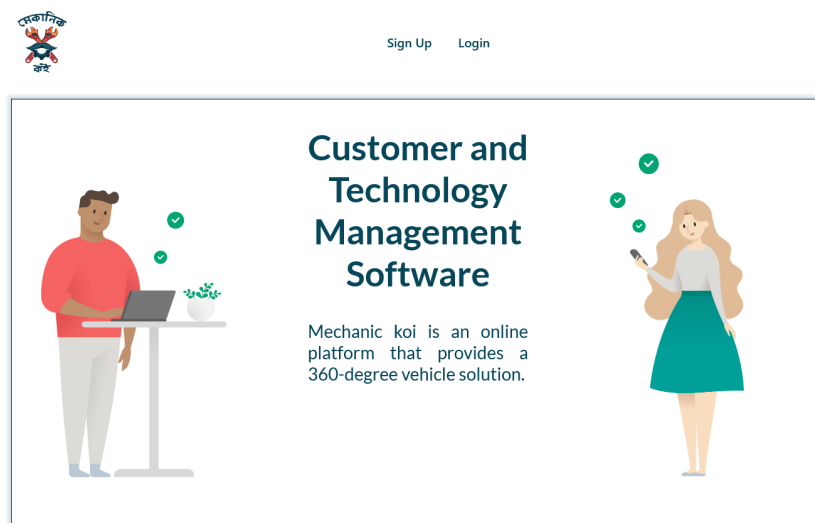 মেকানিক
কই
Sign Up Login
Customer and
Technology
Management
Software
Mechanic koi is an online
platform that provides a
360-degree vehicle solution.